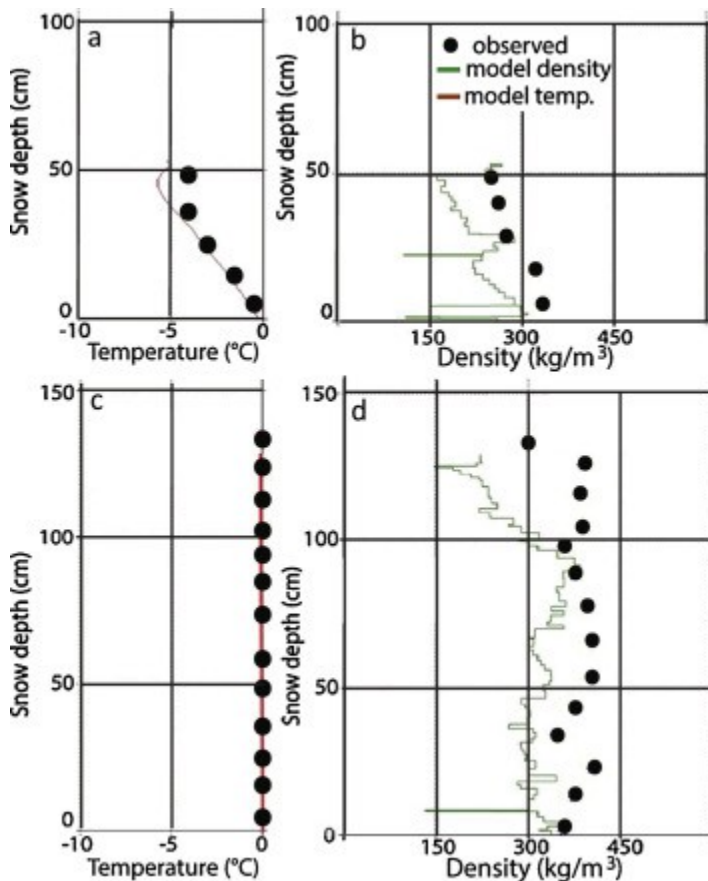 100
a
Snow depth (cm)
50
0
-10
-5
0
Temperature (°C)
100
b
observed
model density
model temp.
Snow depth (cm)
50
0
150
300
450
Density (kg/m³)
150
c
Snow depth (cm)
100
50
0
-10
-5
0
Temperature (°C)
150
d
Snow depth (cm)
100
50
0
150
300
450
Density (kg/m³)